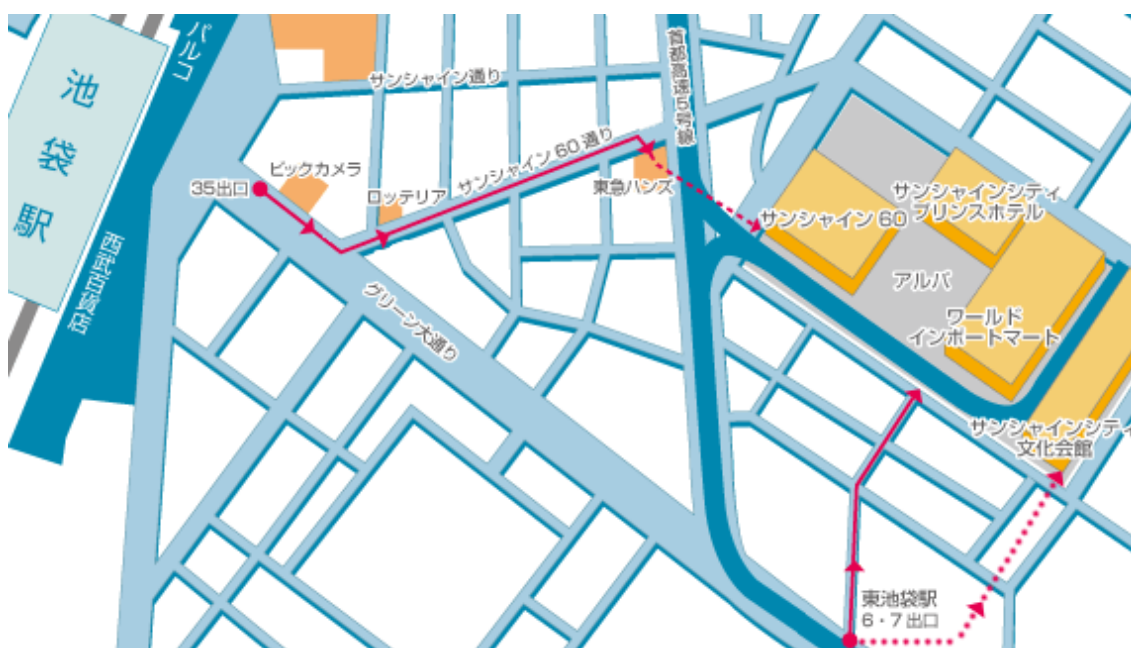 パルコ
池袋駅
西武百貨店
サンシャイン通り
首都高速5号線
ビックカメラ
35出口
ロッテリア
サンシャイン60通り
東急ハンズ
サンシャイン60
サンシャインシティ
プリンスホテル
アルパ
ワールド
インポートマート
グリーン大通り
サンシャインシティ
文化会館
東池袋駅
6・7出口